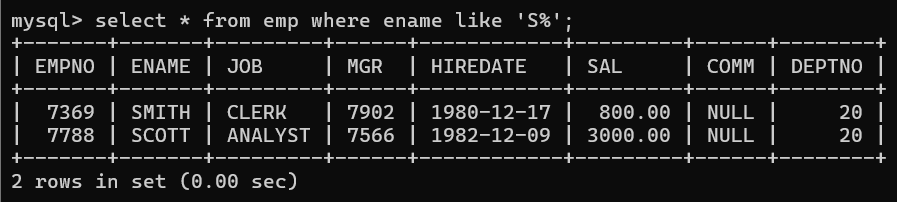 mysql> select * from emp where ename like 'S%';
+-------+-------+---------+------+------------+---------+------+--------+
| EMPNO | ENAME | JOB     | MGR  | HIREDATE   | SAL     | COMM | DEPTNO |
+-------+-------+---------+------+------------+---------+------+--------+
|  7369 | SMITH | CLERK   | 7902 | 1980-12-17 |  800.00 | NULL |     20 |
|  7788 | SCOTT | ANALYST | 7566 | 1982-12-09 | 3000.00 | NULL |     20 |
+-------+-------+---------+------+------------+---------+------+--------+
2 rows in set (0.00 sec)